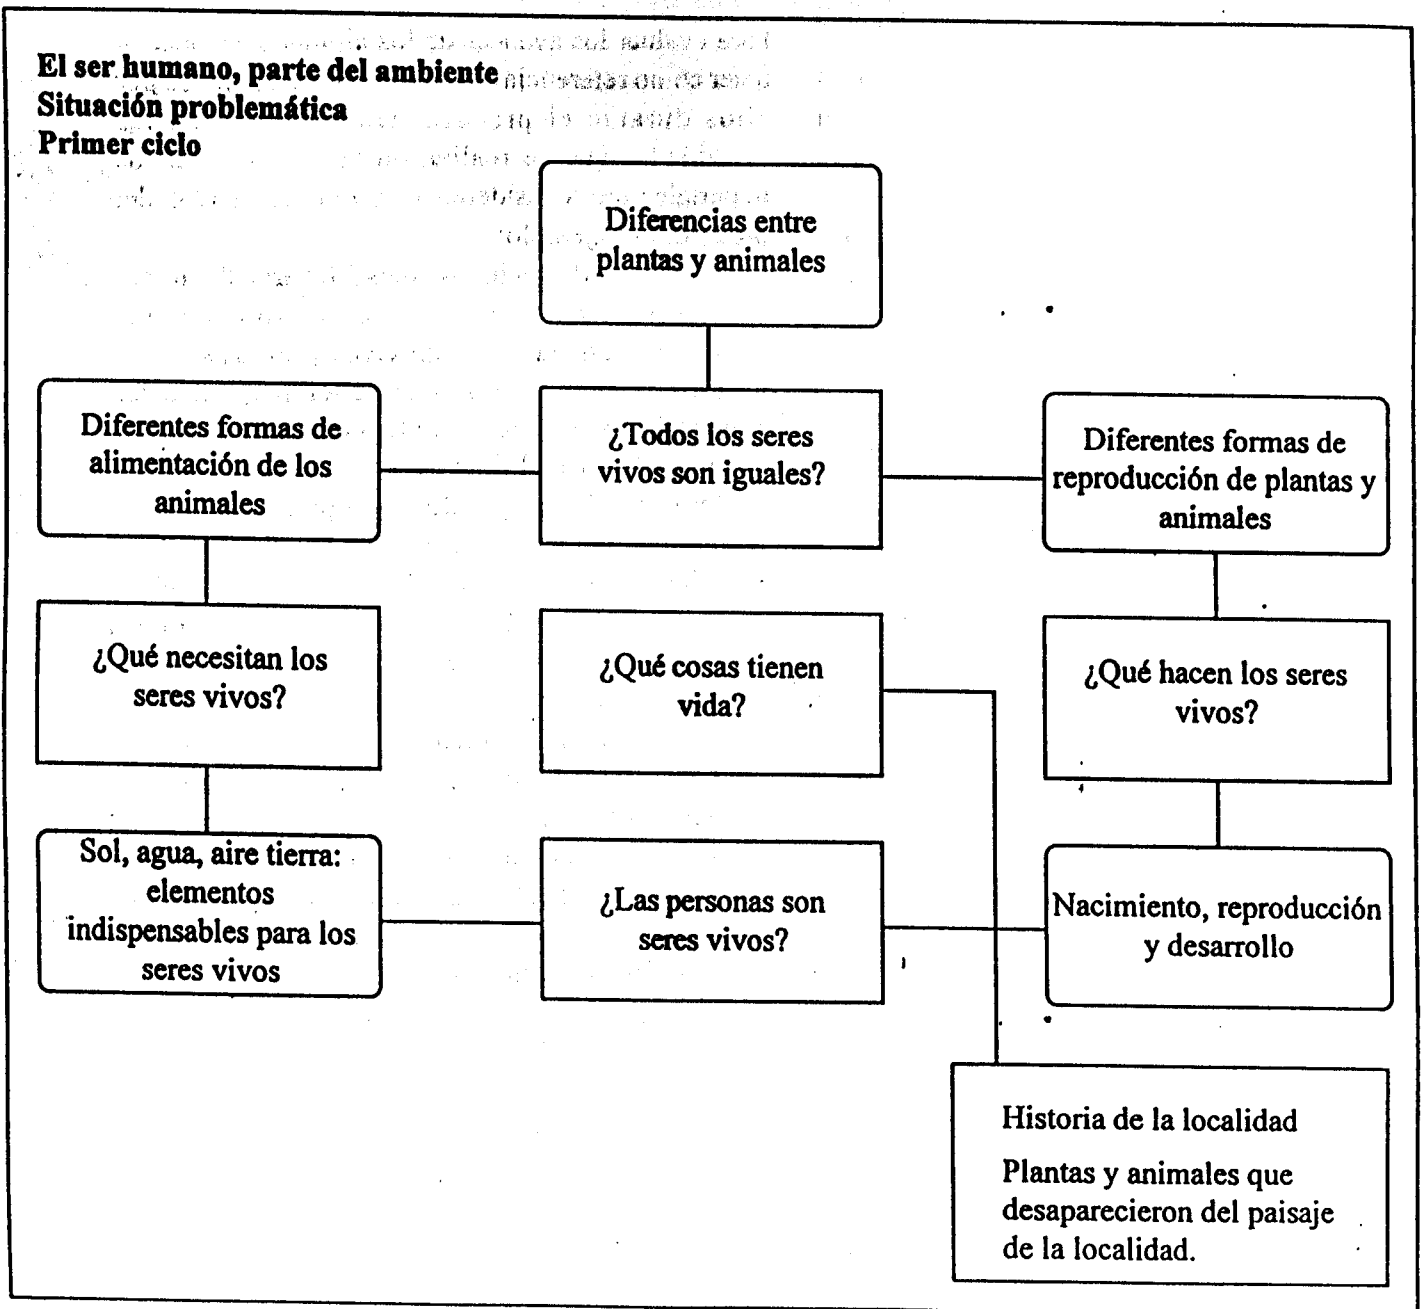 El ser humano, parte del ambiente
Situación problemática
Primer ciclo
Diferencias entre
plantas y animales
Diferentes formas de
alimentación de los
animales
¿Todos los seres
vivos son iguales?
Diferentes formas de
reproducción de plantas y
animales
¿Qué necesitan los
seres vivos?
¿Qué cosas tienen
vida?
¿Qué hacen los seres
vivos?
Sol, agua, aire tierra:
elementos
indispensables para los
seres vivos
¿Las personas son
seres vivos?
Nacimiento, reproducción
y desarrollo
Historia de la localidad
Plantas y animales que
desaparecieron del paisaje
de la localidad.